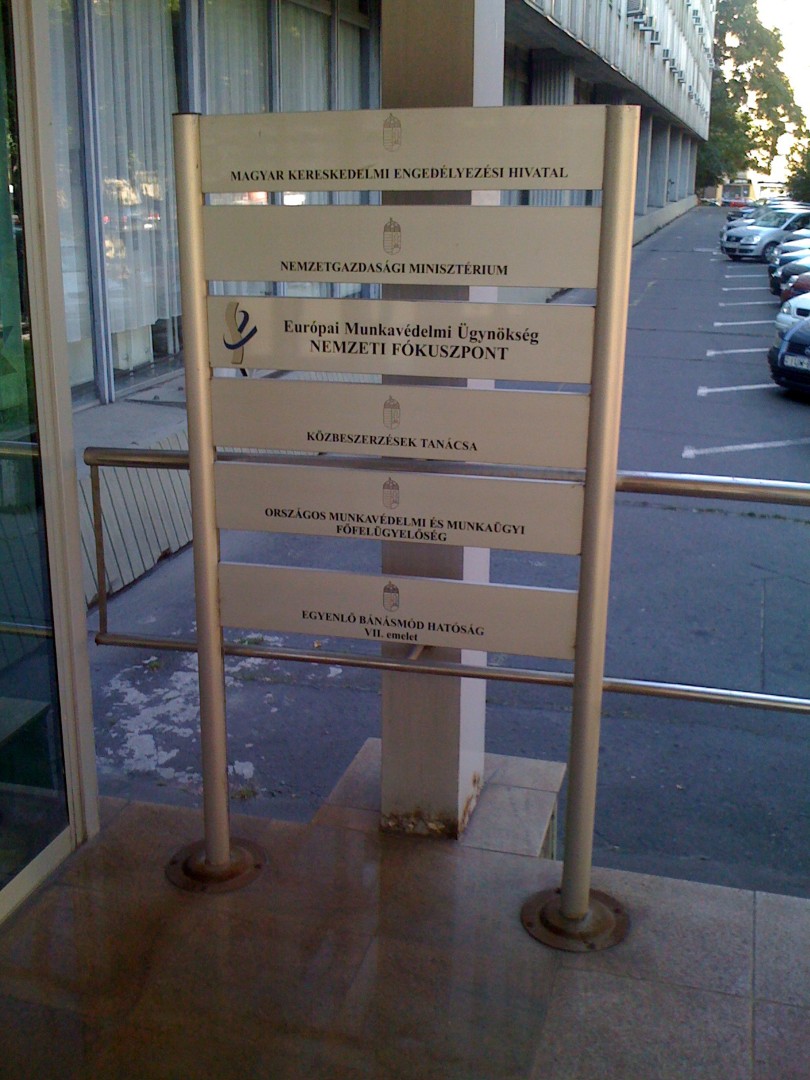 MAGYAR KERESKEDELMI ENGEDÉLYEZÉSI HIVATAL
NEMZETGAZDASÁGI MINISZTÉRIUM
Európai Munkavédelmi Ügynökség
NEMZETI FÓKUSZPONT
KÖZBESZERZÉSEK TANÁCSA
ORSZÁGOS MUNKAVÉDELMI ÉS MUNKAÜGYI
FŐFELÜGYELŐSÉG
EGYENLŐ BÁNÁSMÓD HATÓSÁG
VII. emelet